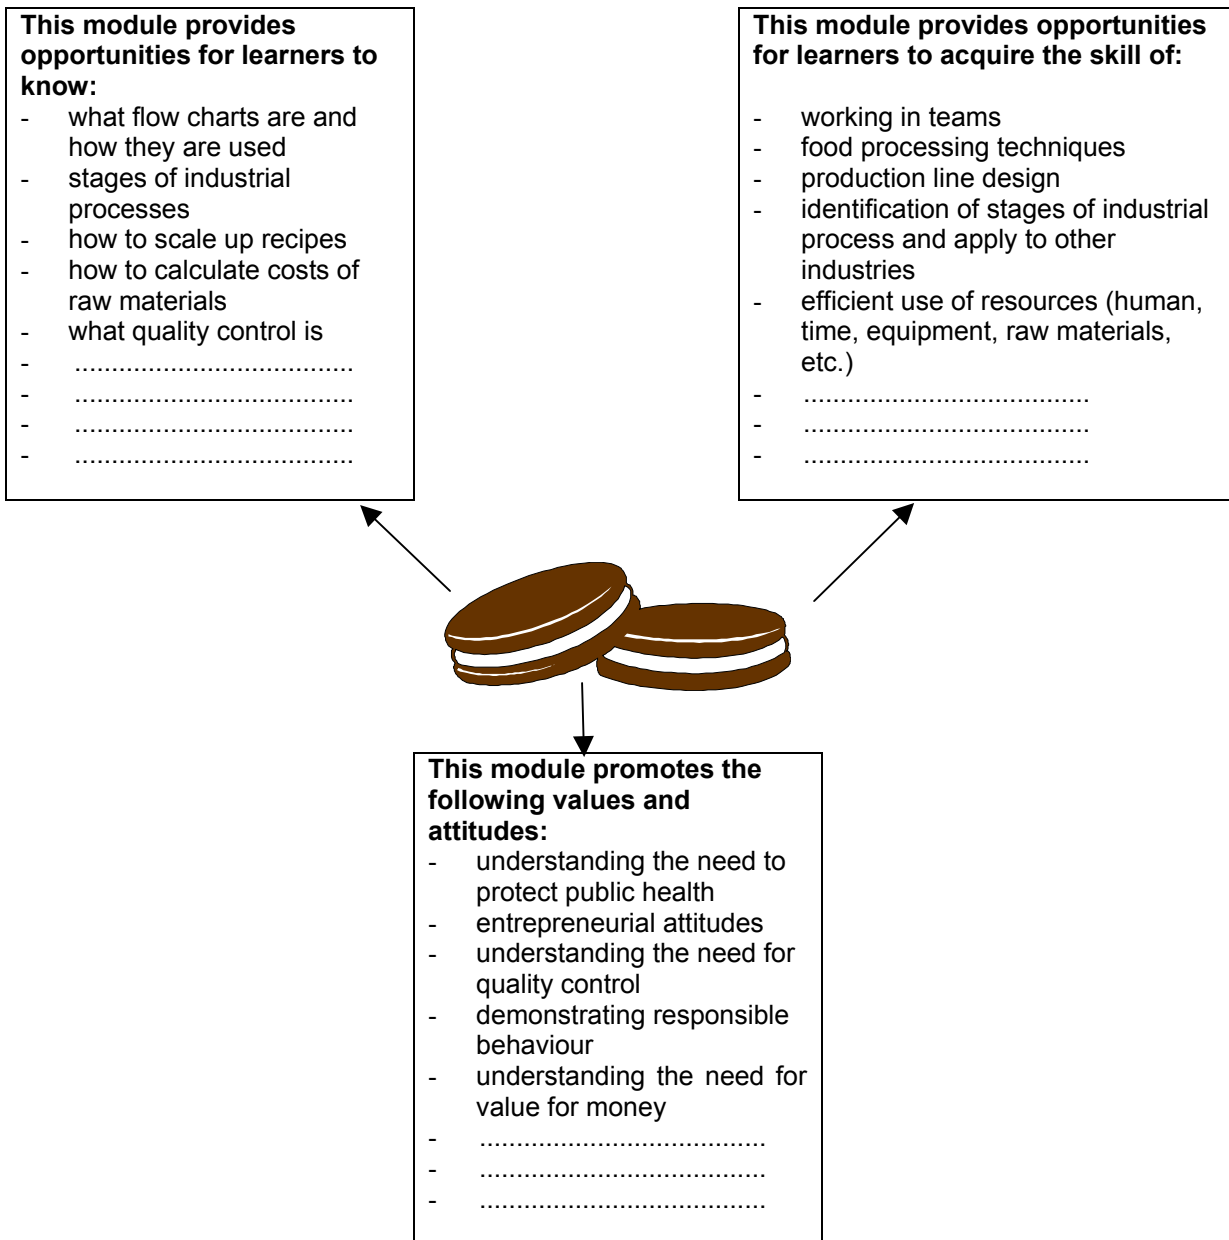 This module provides
opportunities for learners to
know:
- what flow charts are and
how they are used
- stages of industrial
processes
- how to scale up recipes
- how to calculate costs of
raw materials
- what quality control is
- ......................................
- ......................................
- ......................................
- ......................................
This module provides opportunities
for learners to acquire the skill of:
- working in teams
- food processing techniques
- production line design
- identification of stages of industrial
process and apply to other
industries
- efficient use of resources (human,
time, equipment, raw materials,
etc.)
- .......................................
- .......................................
- .......................................
This module promotes the
following values and
attitudes:
- understanding the need to
protect public health
- entrepreneurial attitudes
- understanding the need for
quality control
- demonstrating responsible
behaviour
- understanding the need for
value for money
- .......................................
- .......................................
- .......................................